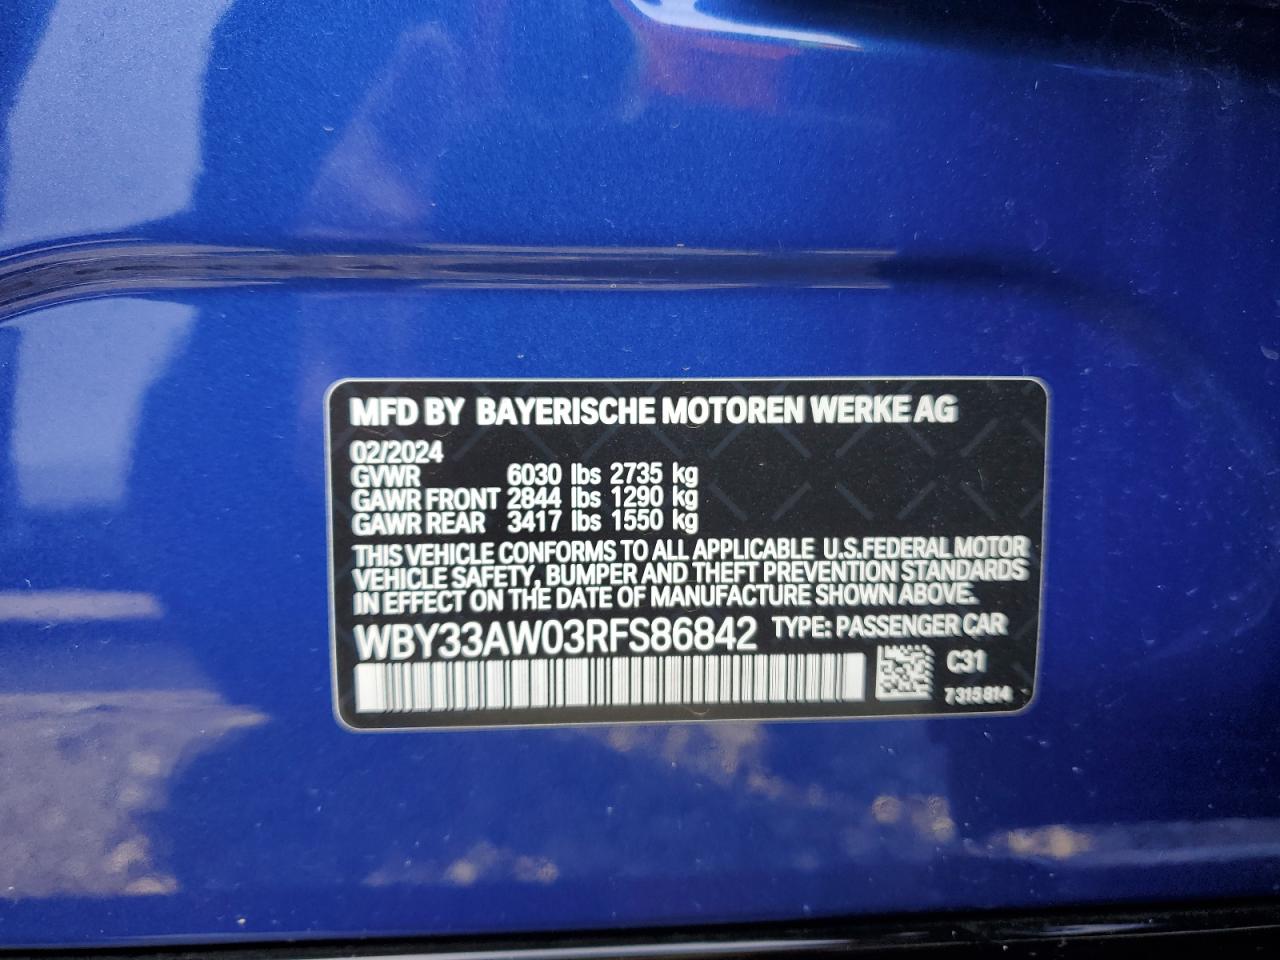 MFD BY BAYERISCHE MOTOREN WERKE AG
02/2024
GVWR 6030 lbs 2735 kg
GAWR FRONT 2844 lbs 1290 kg
GAWR REAR 3417 lbs 1550 kg
THIS VEHICLE CONFORMS TO ALL APPLICABLE U.S.FEDERAL MOTOR
VEHICLE SAFETY, BUMPER AND THEFT PREVENTION STANDARDS
IN EFFECT ON THE DATE OF MANUFACTURE SHOWN ABOVE.
WBY33AW03RFS86842 TYPE: PASSENGER CAR
C31
7315814